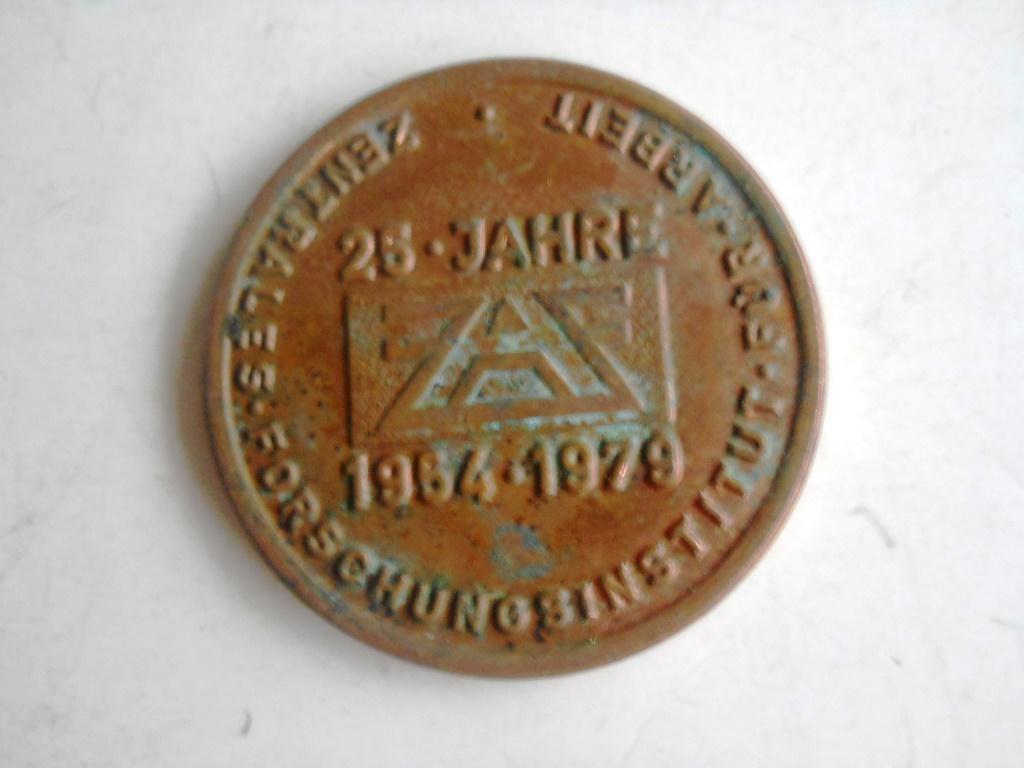 ZENTRALES·FORSCHUNGSINSTITUT·FÜR·ARBEIT·
25·JAHRE
1954·1979